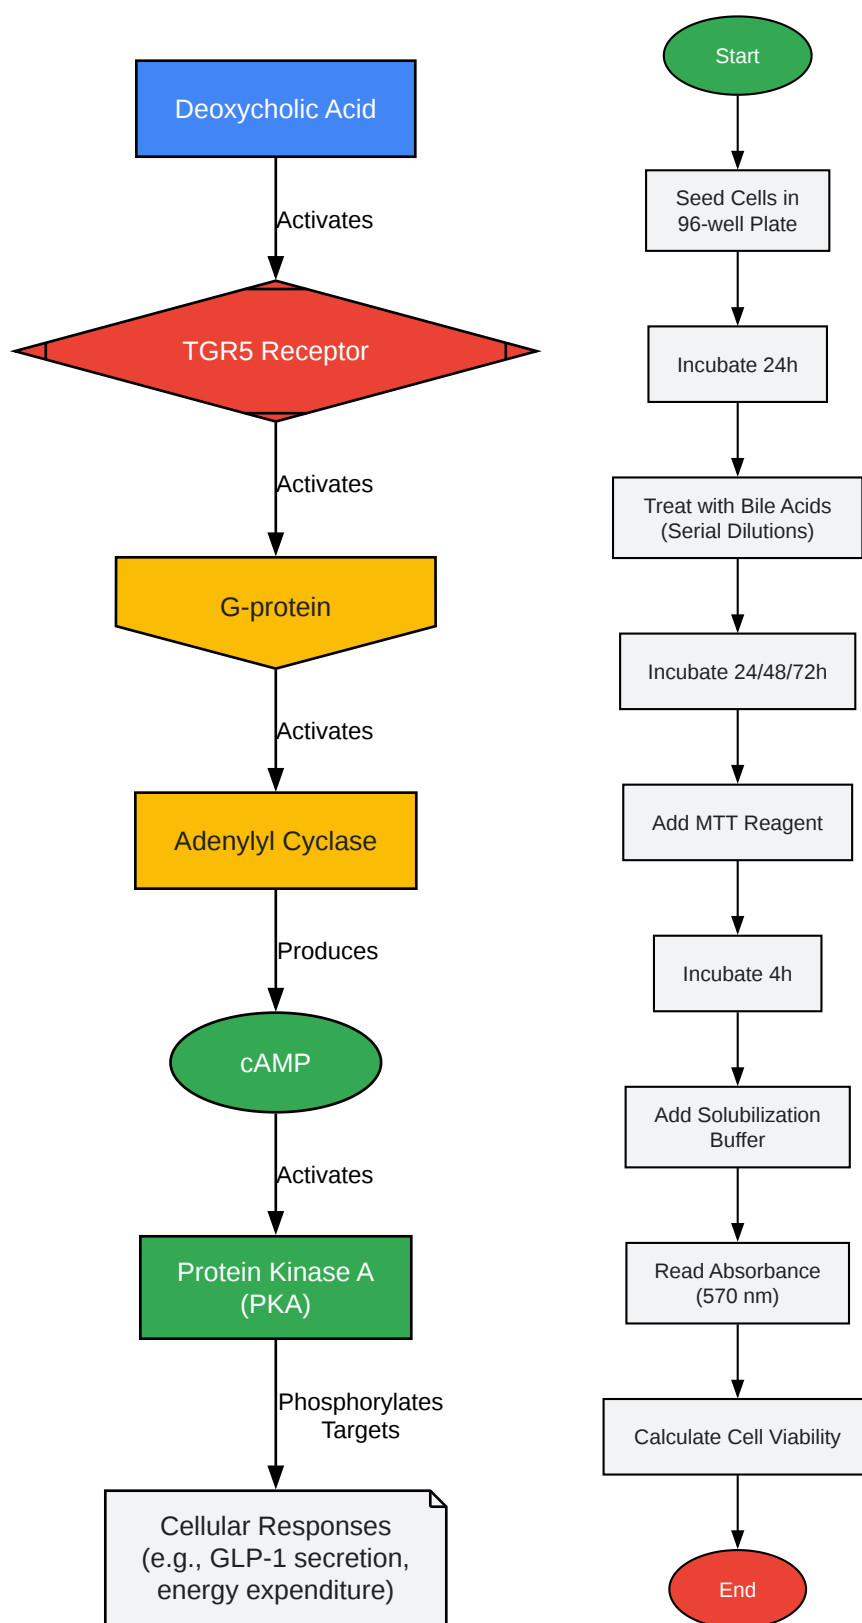 Deoxycholic Acid
Activates
TGR5 Receptor
Activates
G-protein
Activates
Adenylyl Cyclase
Produces
cAMP
Activates
Protein Kinase A
(PKA)
Phosphorylates
Targets
Cellular Responses
(e.g., GLP-1 secretion,
energy expenditure)
Start
Seed Cells in
96-well Plate
Incubate 24h
Treat with Bile Acids
(Serial Dilutions)
Incubate 24/48/72h
Add MTT Reagent
Incubate 4h
Add Solubilization
Buffer
Read Absorbance
(570 nm)
Calculate Cell Viability
End